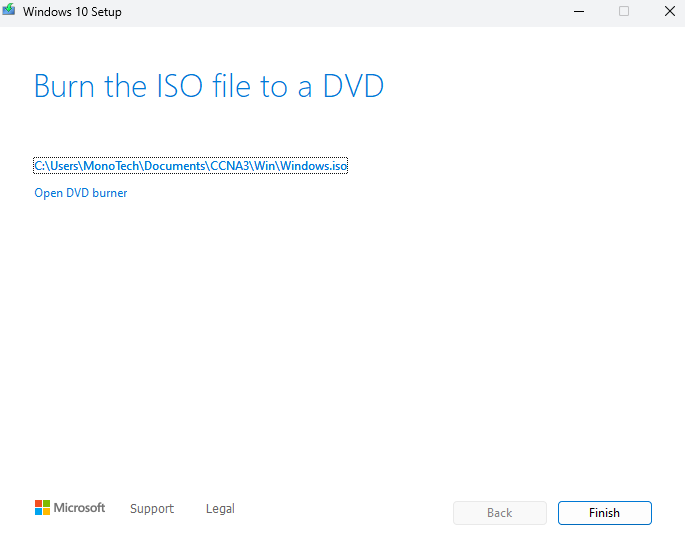 Windows 10 Setup
Burn the ISO file to a DVD
C:\Users\MonoTech\Documents\CCNA3\Win\Windows.iso
Open DVD burner
Microsoft Support Legal Back Finish